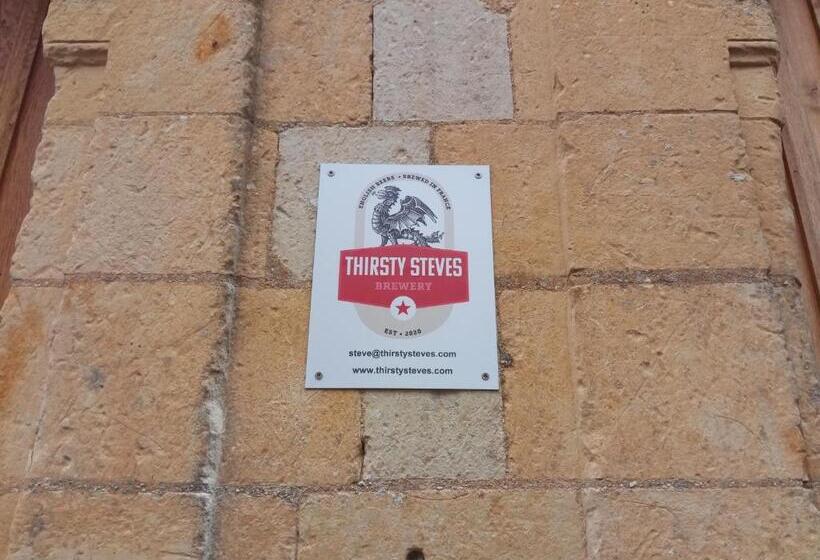 ENGLISH BEERS • BREWED IN FRANCE
THIRSTY STEVES
BREWERY
EST • 2020
steve@thirstysteves.com
www.thirstysteves.com